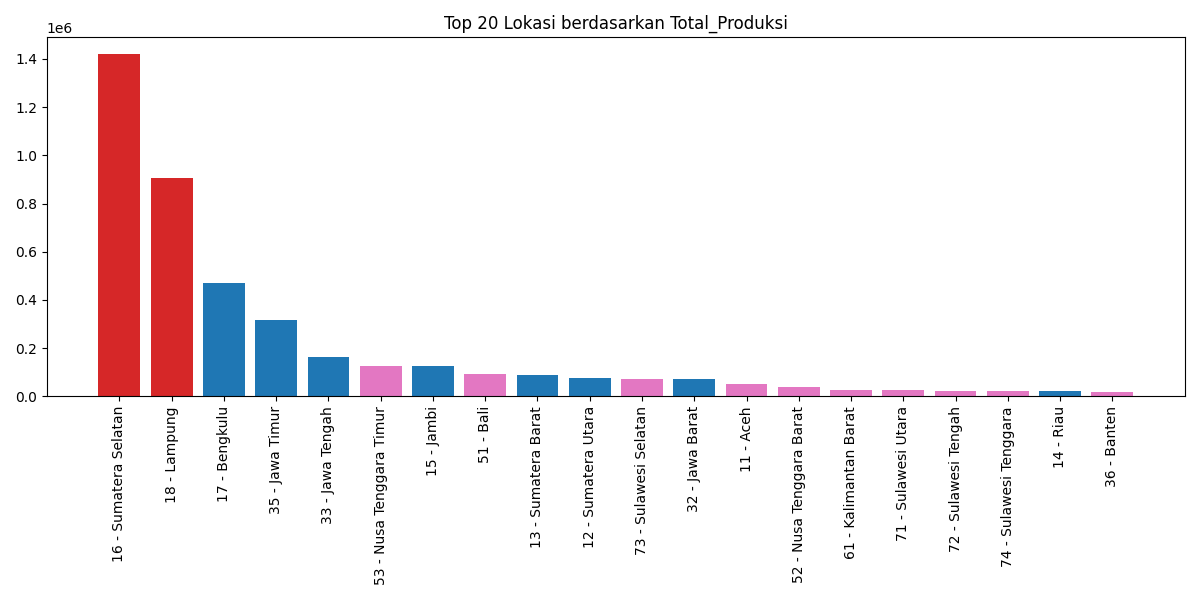 Top 20 Lokasi berdasarkan Total_Produksi
1e6
1.4
1.2
1.0
0.8
0.6
0.4
0.2
0.0
16 - Sumatera Selatan
18 - Lampung
17 - Bengkulu
35 - Jawa Timur
33 - Jawa Tengah
53 - Nusa Tenggara Timur
15 - Jambi
51 - Bali
13 - Sumatera Barat
12 - Sumatera Utara
73 - Sulawesi Selatan
32 - Jawa Barat
11 - Aceh
52 - Nusa Tenggara Barat
61 - Kalimantan Barat
71 - Sulawesi Utara
72 - Sulawesi Tengah
74 - Sulawesi Tenggara
14 - Riau
36 - Banten